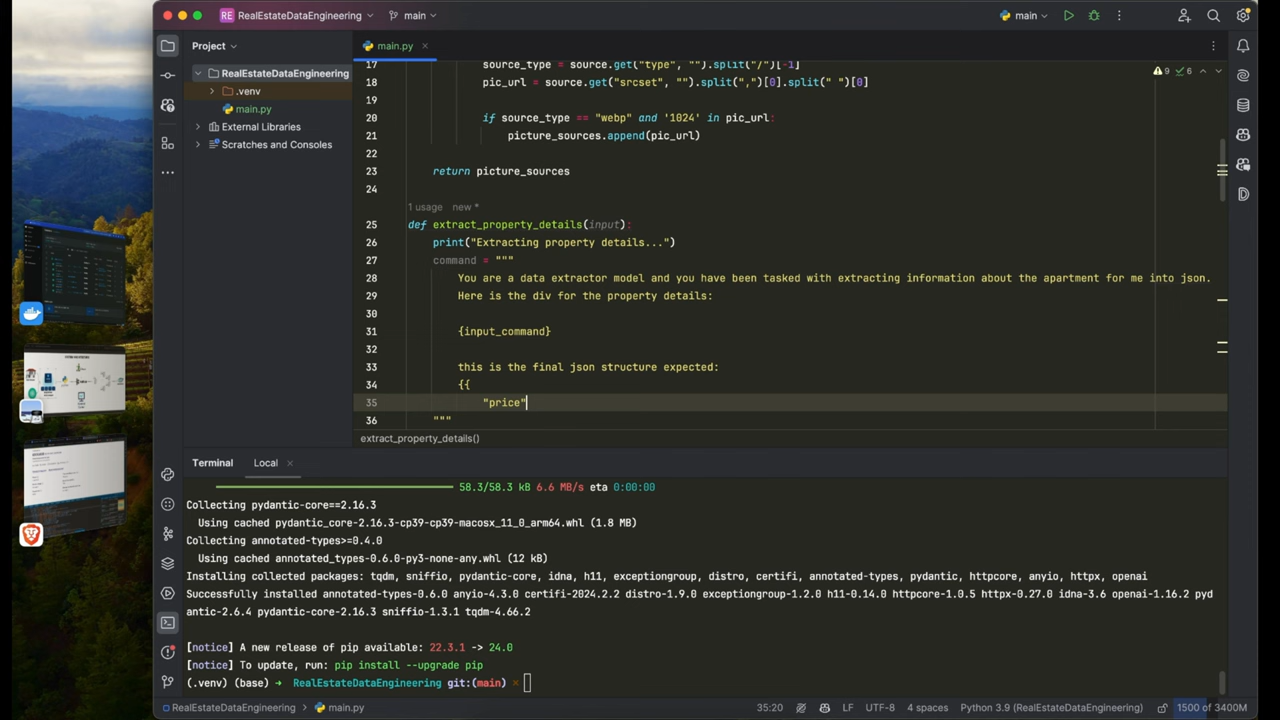 RE RealEstateDataEngineering main main
Project main.py
RealEstateDataEngineering
.venv
main.py
External Libraries
Scratches and Consoles
17 source_type = source.get("type", "").split("/")[-1]
18 pic_url = source.get("srcset", "").split(",")[0].split(" ")[0]
19
20 if source_type == "webp" and '1024' in pic_url:
21 picture_sources.append(pic_url)
22
23 return picture_sources
24
1 usage new *
25 def extract_property_details(input):
26 print("Extracting property details...")
27 command = """
28 You are a data extractor model and you have been tasked with extracting information about the apartment for me into json.
29 Here is the div for the property details:
30
31 {input_command}
32
33 this is the final json structure expected:
34 {{
35 "price"
36 """
9 6
extract_property_details()
Terminal Local
58.3/58.3 kB 6.6 MB/s eta 0:00:00
Collecting pydantic-core==2.16.3
Using cached pydantic_core-2.16.3-cp39-cp39-macosx_11_0_arm64.whl (1.8 MB)
Collecting annotated-types>=0.4.0
Using cached annotated_types-0.6.0-py3-none-any.whl (12 kB)
Installing collected packages: tqdm, sniffio, pydantic-core, idna, h11, exceptiongroup, distro, certifi, annotated-types, pydantic, httpcore, anyio, httpx, openai
Successfully installed annotated-types-0.6.0 anyio-4.3.0 certifi-2024.2.2 distro-1.9.0 exceptiongroup-1.2.0 h11-0.14.0 httpcore-1.0.5 httpx-0.27.0 idna-3.6 openai-1.16.2 pyd
antic-2.6.4 pydantic-core-2.16.3 sniffio-1.3.1 tqdm-4.66.2
[notice] A new release of pip available: 22.3.1 -> 24.0
[notice] To update, run: pip install --upgrade pip
(.venv) (base) → RealEstateDataEngineering git:(main) ×
RealEstateDataEngineering > main.py 35:20 LF UTF-8 4 spaces Python 3.9 (RealEstateDataEngineering) 1500 of 3400M